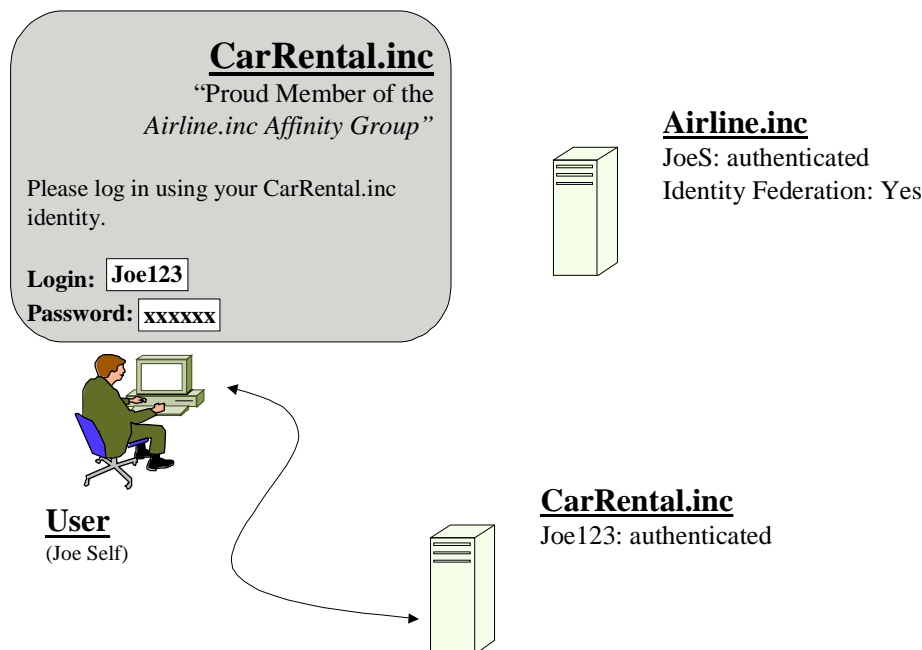 CarRental.inc
“Proud Member of the
Airline.inc Affinity Group”
Please log in using your CarRental.inc
identity.
Login: Joe123
Password: xxxxxx
Airline.inc
JoeS: authenticated
Identity Federation: Yes
User
(Joe Self)
CarRental.inc
Joe123: authenticated